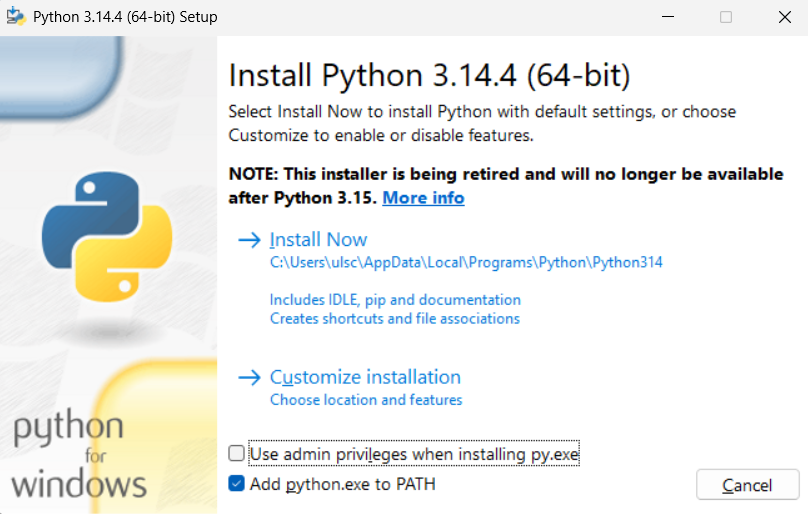 Python 3.14.4 (64-bit) Setup
Install Python 3.14.4 (64-bit)
Select Install Now to install Python with default settings, or choose
Customize to enable or disable features.
NOTE: This installer is being retired and will no longer be available
after Python 3.15. More info
Install Now
C:\Users\ulsc\AppData\Local\Programs\Python\Python314
Includes IDLE, pip and documentation
Creates shortcuts and file associations
Customize installation
Choose location and features
Use admin privileges when installing py.exe
Add python.exe to PATH
Cancel
python
for
windows